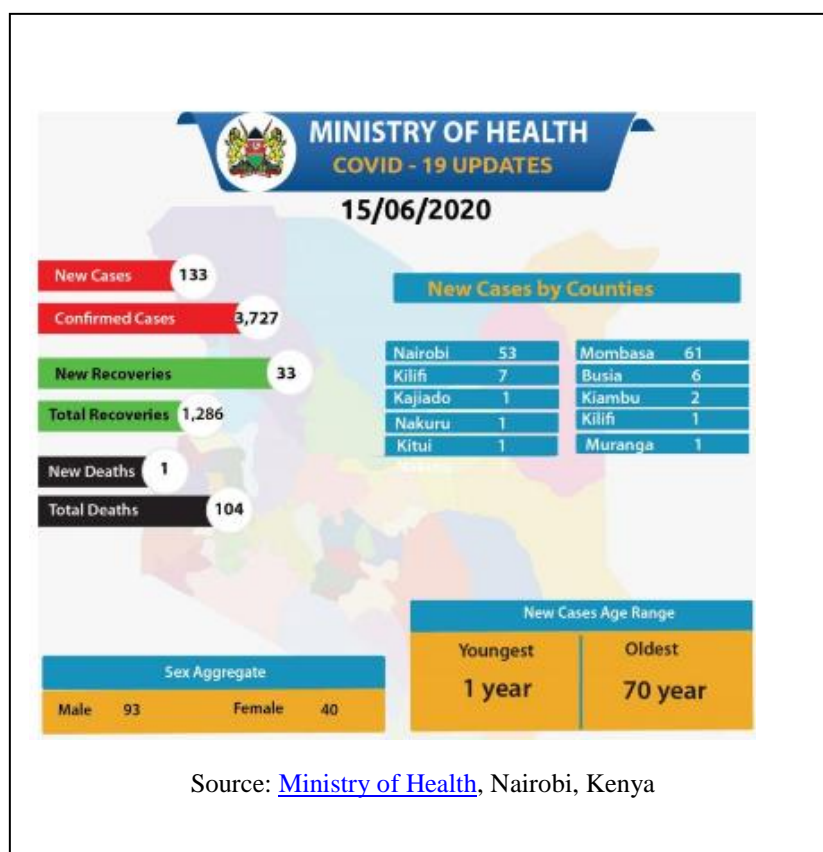 MINISTRY OF HEALTH
COVID - 19 UPDATES
15/06/2020
New Cases 133
Confirmed Cases 3,727
New Recoveries 33
Total Recoveries 1,286
New Deaths 1
Total Deaths 104
New Cases by Counties
Nairobi 53 Mombasa 61
Kilifi 7 Busia 6
Kajiado 1 Kiambu 2
Nakuru 1 Kilifi 1
Kitui 1 Muranga 1
Sex Aggregate
Male 93 Female 40
New Cases Age Range
Youngest Oldest
1 year 70 year
Source: Ministry of Health, Nairobi, Kenya